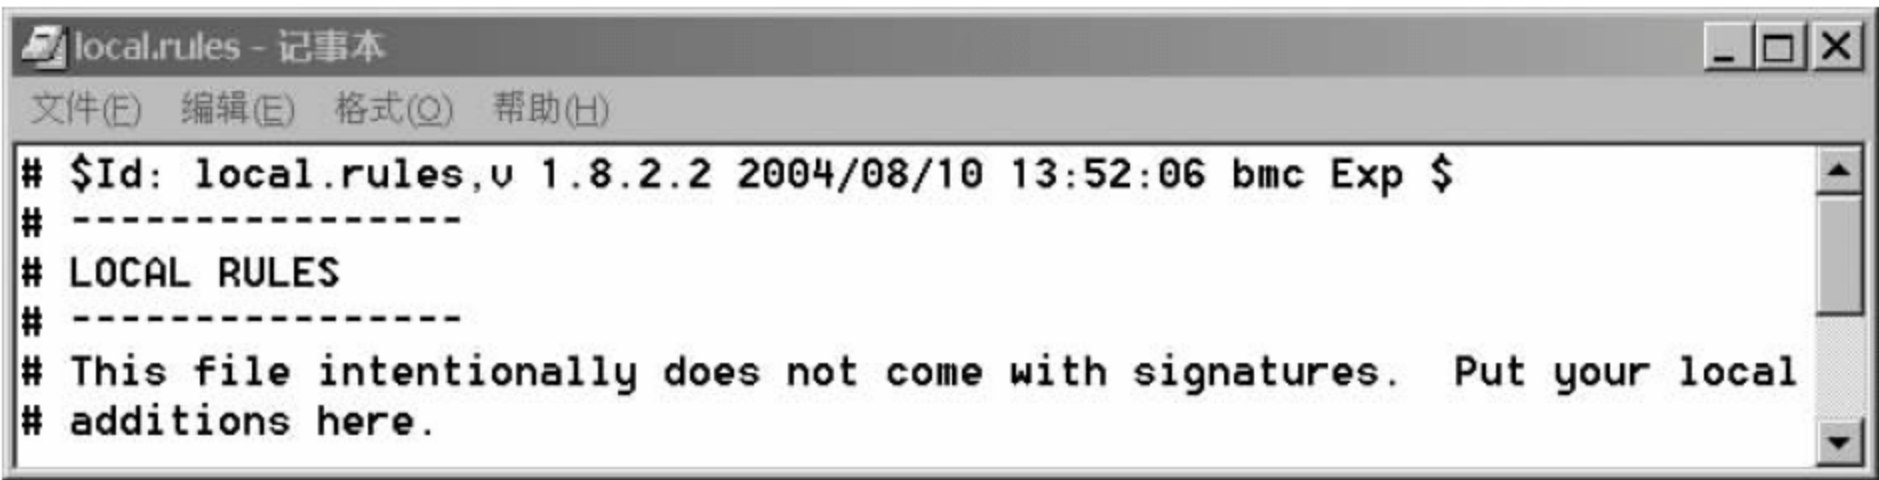 local.rules - 记事本
文件(F) 编辑(E) 格式(O) 帮助(H)
# $Id: local.rules,v 1.8.2.2 2004/08/10 13:52:06 bmc Exp $
# ----------------
# LOCAL RULES
# ----------------
# This file intentionally does not come with signatures.  Put your local
# additions here.